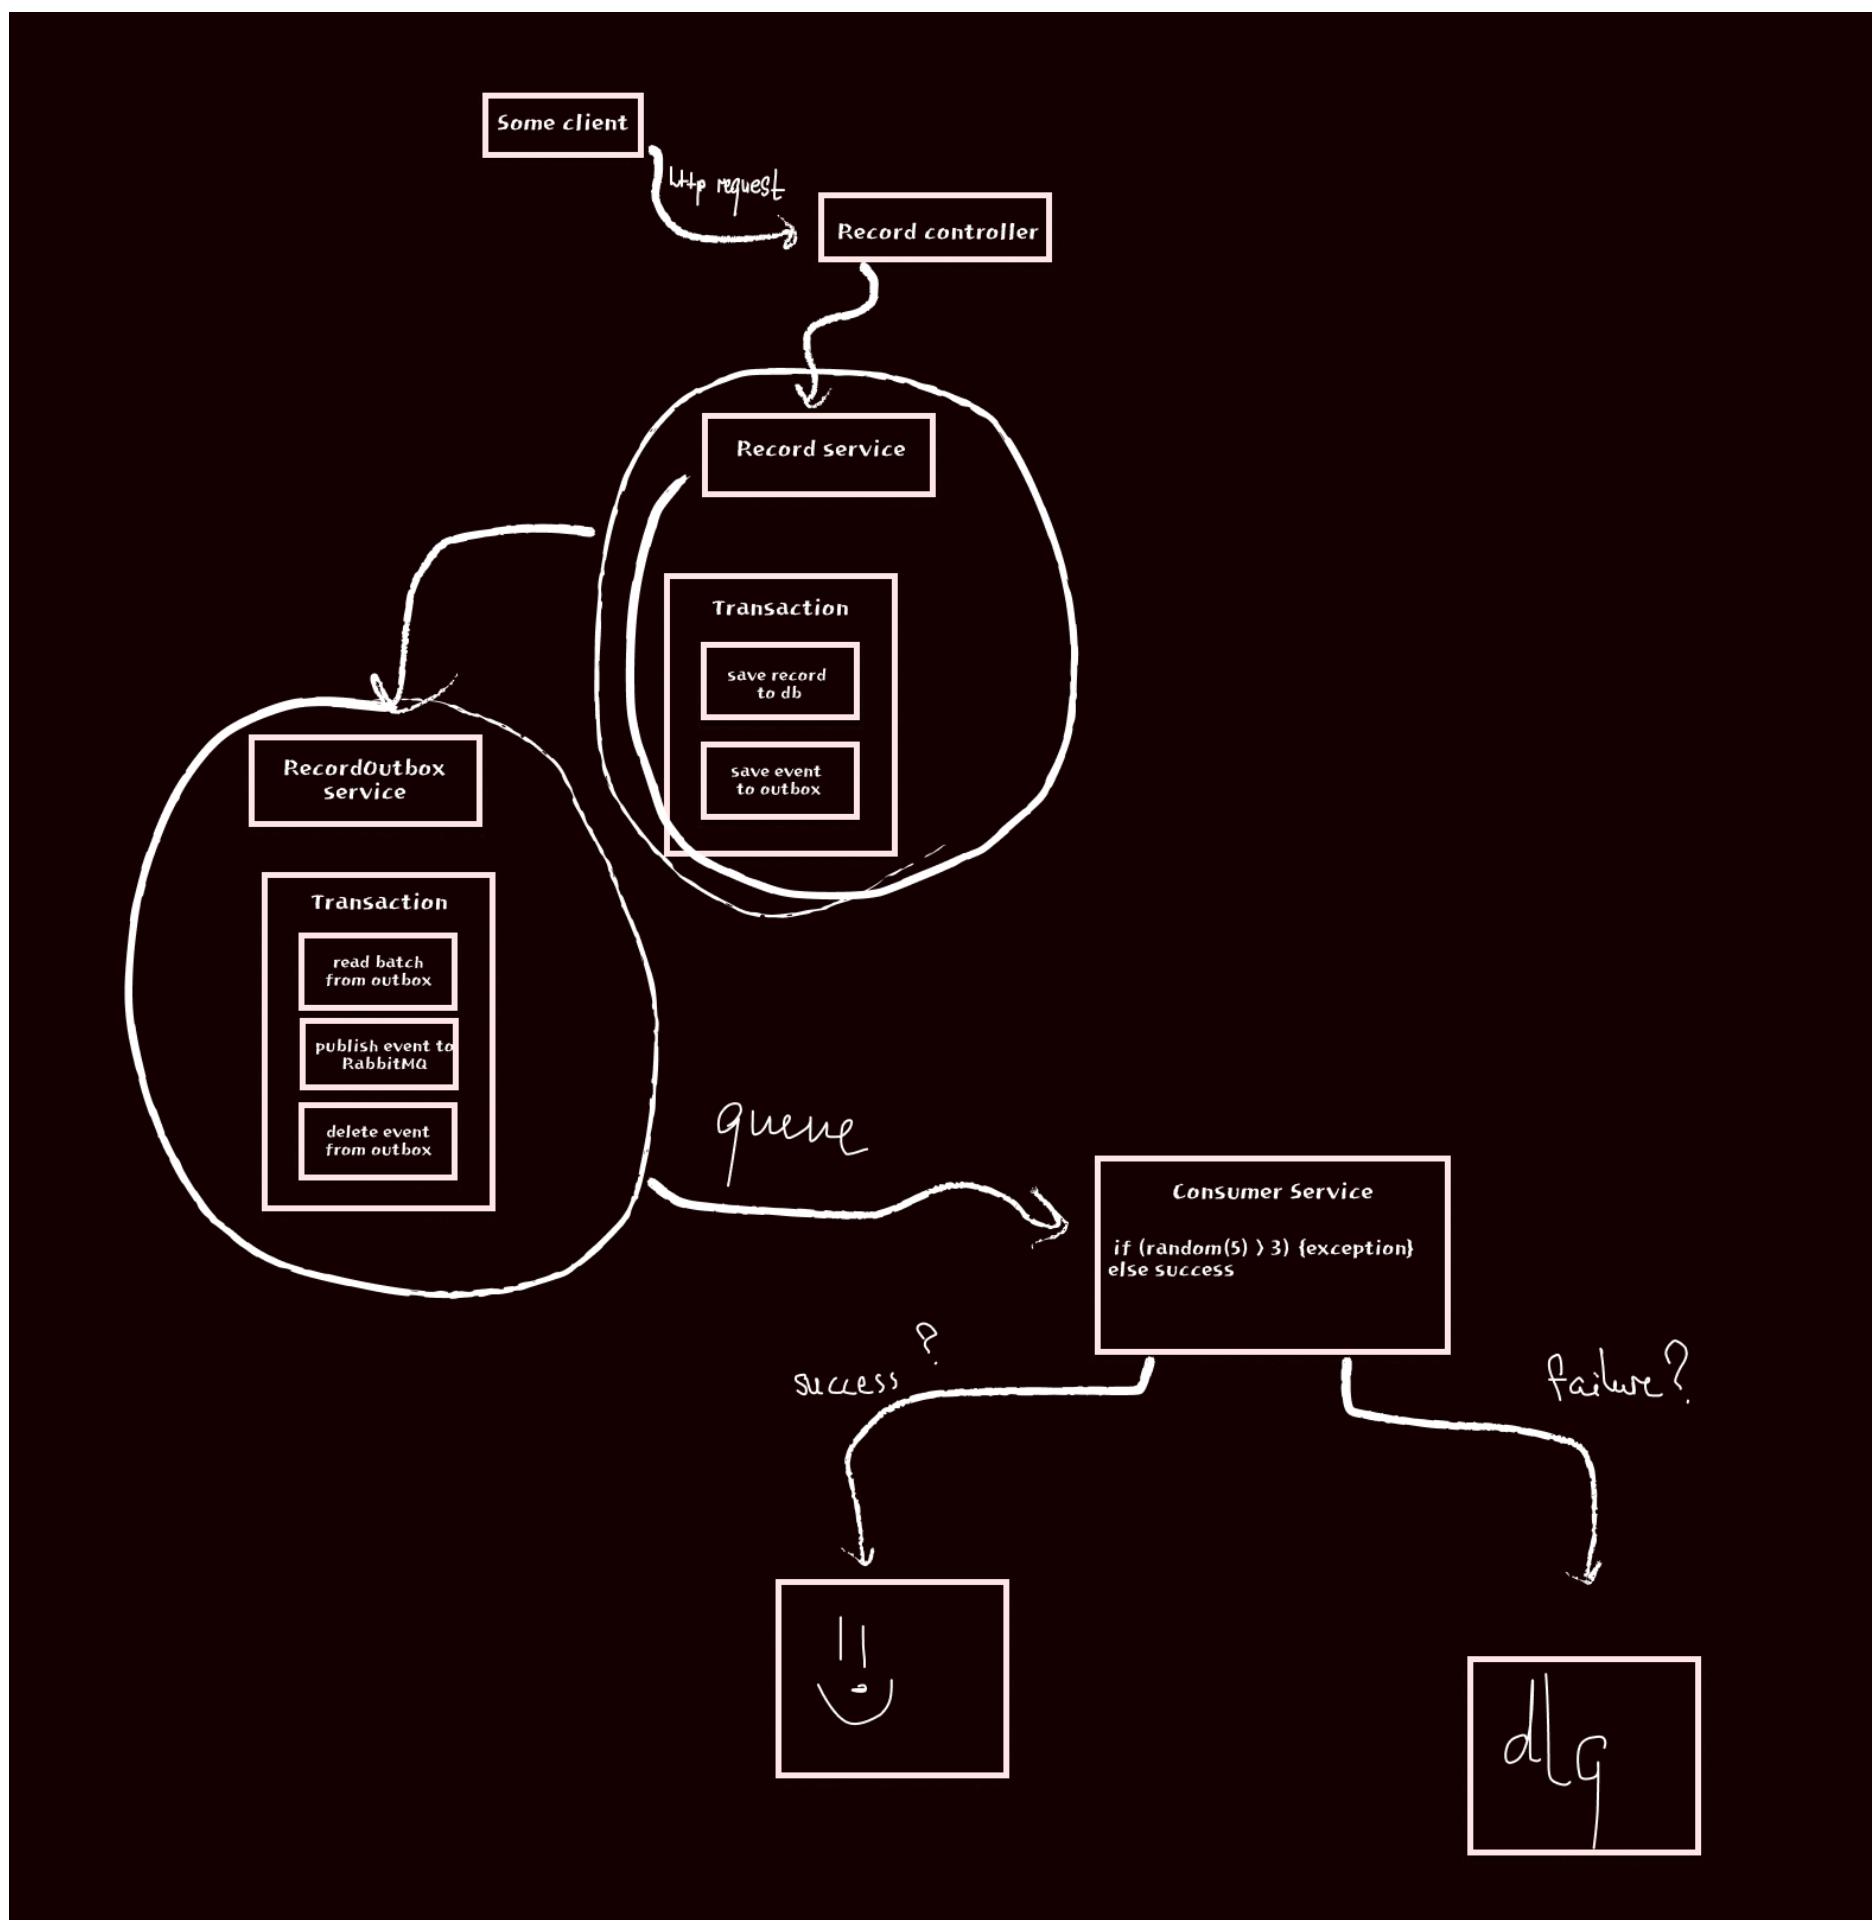 Some client
http request
Record controller
Record service
Transaction
save record
to db
save event
to outbox
RecordOutbox
service
Transaction
read batch
from outbox
publish event to
RabbitMQ
delete event
from outbox
queue
Consumer Service
if (random(5) > 3) {exception}
else success
success ?
failure?
dlq